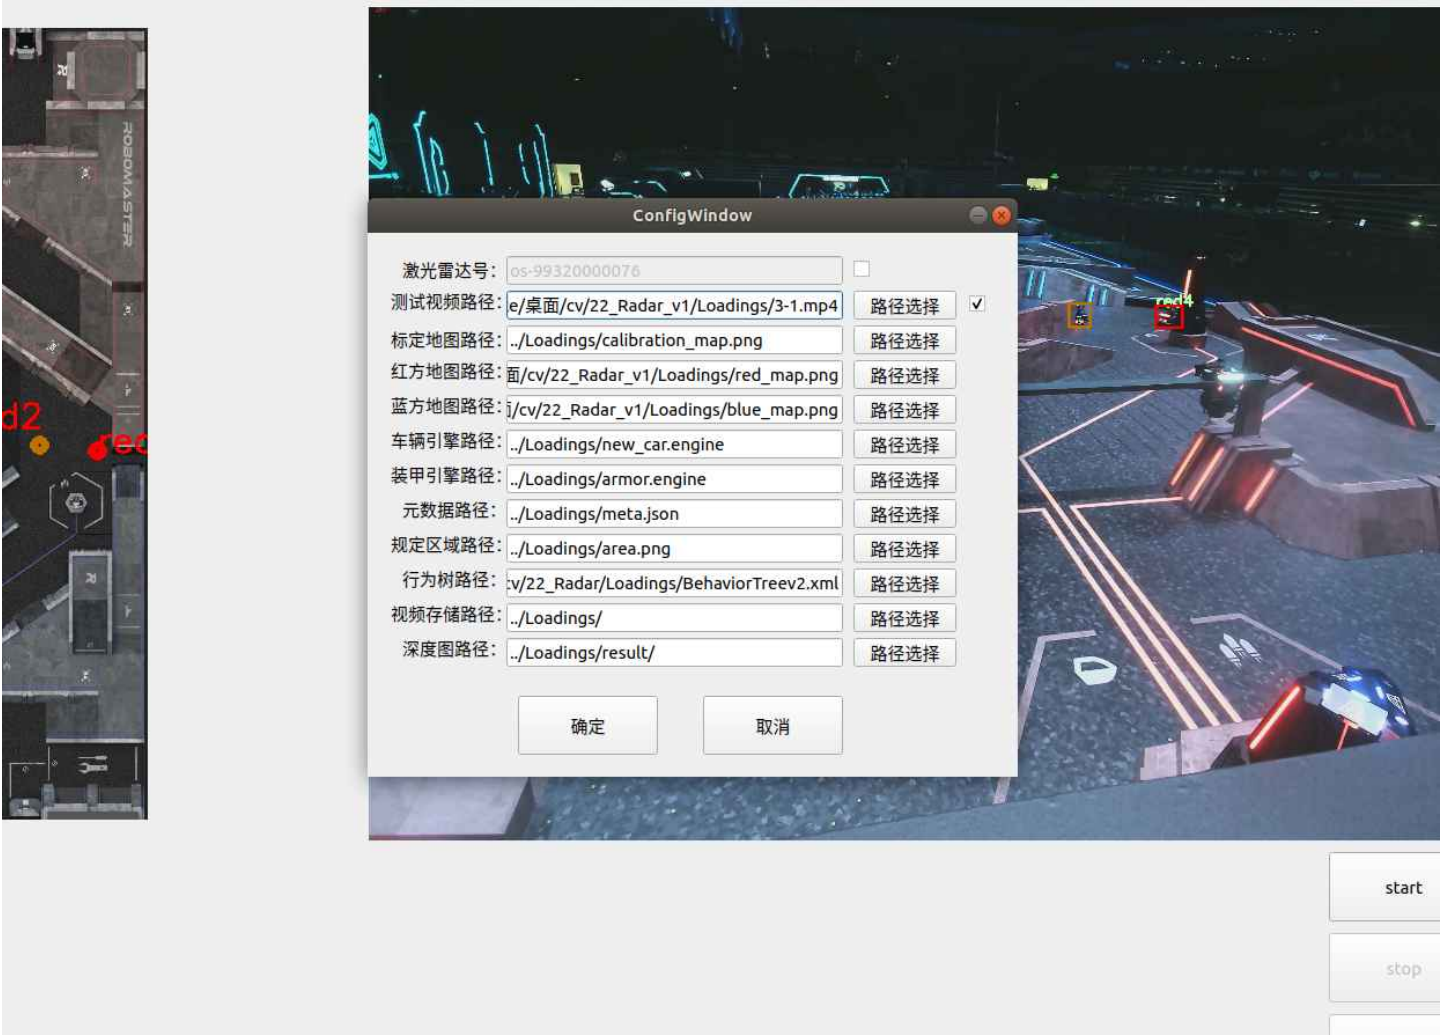 ROBOMASTER
d2
red
red4
ConfigWindow
激光雷达号： os-99320000076
测试视频路径： e/桌面/cv/22_Radar_v1/Loadings/3-1.mp4 路径选择
标定地图路径： ../Loadings/calibration_map.png 路径选择
红方地图路径： 面/cv/22_Radar_v1/Loadings/red_map.png 路径选择
蓝方地图路径： /cv/22_Radar_v1/Loadings/blue_map.png 路径选择
车辆引擎路径： ../Loadings/new_car.engine 路径选择
装甲引擎路径： ../Loadings/armor.engine 路径选择
元数据路径： ../Loadings/meta.json 路径选择
规定区域路径： ../Loadings/area.png 路径选择
行为树路径： cv/22_Radar/Loadings/BehaviorTreev2.xml 路径选择
视频存储路径： ../Loadings/ 路径选择
深度图路径： ../Loadings/result/ 路径选择
确定 取消
start
stop